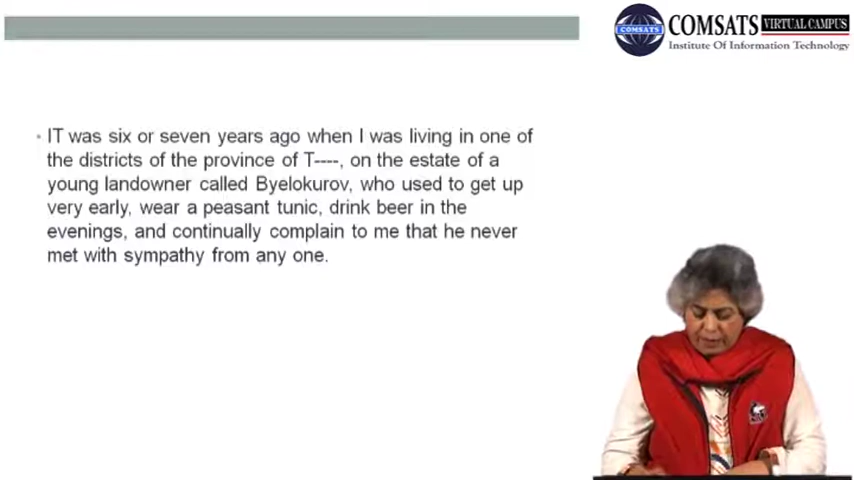 COMSATS VIRTUAL CAMPUS
COMSATS
Institute Of Information Technology
IT was six or seven years ago when I was living in one of
the districts of the province of T----, on the estate of a
young landowner called Byelokurov, who used to get up
very early, wear a peasant tunic, drink beer in the
evenings, and continually complain to me that he never
met with sympathy from any one.